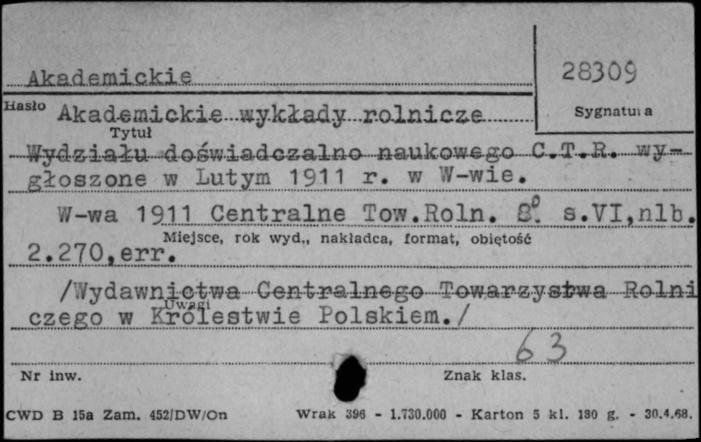 Akademickie
28309
Hasło
Sygnatura
Akademickie wykłady rolnicze
Tytuł
Wydziału doświadczalno naukowego C.T.R. wy-
głoszone w Lutym 1911 r. w W-wie.
W-wa 1911 Centralne Tow.Roln. 8º. s.VI,nlb.
Miejsce, rok wyd., nakładca, format, objętość
2.270,err.
/Wydawnictwa Centralnego Towarzystwa Rolni
Uwagi
czego w Królestwie Polskiem./
63
Nr inw.
Znak klas.
CWD B 15a Zam. 452/DW/On
Wrak 396 - 1.730.000 - Karton 5 kl. 180 g. - 30.4.68.